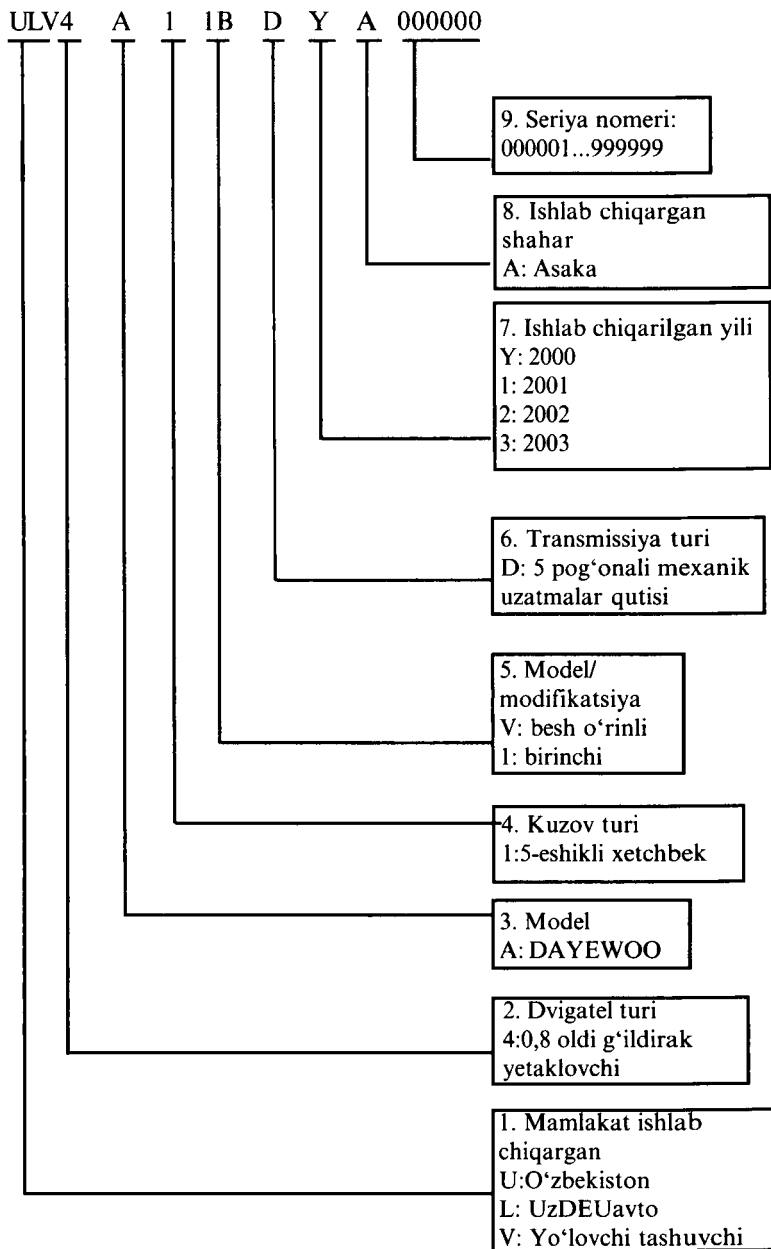 ULV4 A 1 1B D Y A 000000
9. Seriya nomeri:
000001...999999
8. Ishlab chiqargan
shahar
A: Asaka
7. Ishlab chiqarilgan yili
Y: 2000
1: 2001
2: 2002
3: 2003
6. Transmissiya turi
D: 5 pog‘onali mexanik
uzatmalar qutisi
5. Model/
modifikatsiya
V: besh o‘rinli
1: birinchi
4. Kuzov turi
1:5-eshikli xetchbek
3. Model
A: DAYEWOO
2. Dvigatel turi
4:0,8 oldi g‘ildirak
yetaklovchi
1. Mamlakat ishlab
chiqargan
U:O‘zbekiston
L: UzDEUavto
V: Yo‘lovchi tashuvchi